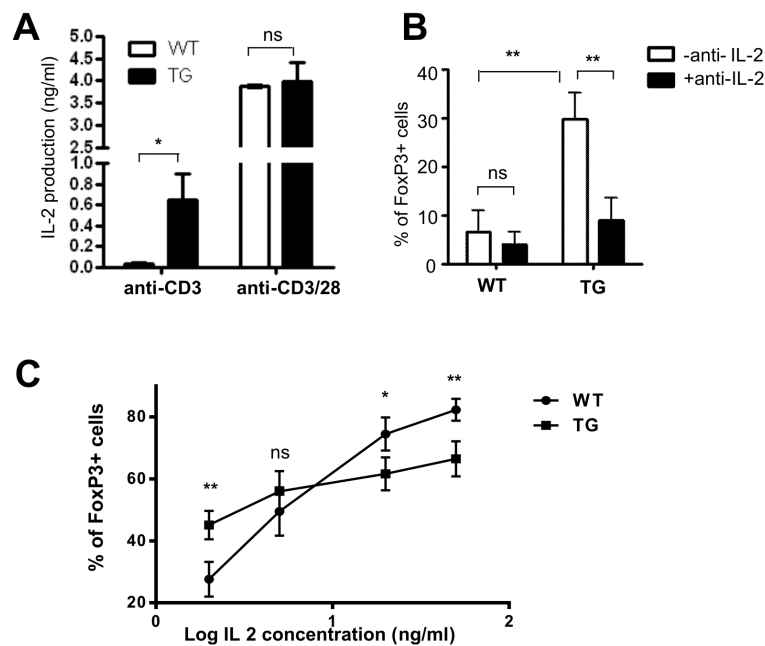 A
B
IL-2 production (ng/ml)
5.0
4.5
4.0
3.5
3.0
2.5
1.0
0.8
0.6
0.4
0.2
0.0
WT
TG
*
ns
anti-CD3
anti-CD3/28
% of FoxP3+ cells
40
30
20
10
0
**
**
ns
-anti- IL-2
+anti-IL-2
WT
TG
C
% of FoxP3+ cells
80
60
40
20
**
ns
*
**
WT
TG
0
1
2
Log IL 2 concentration (ng/ml)